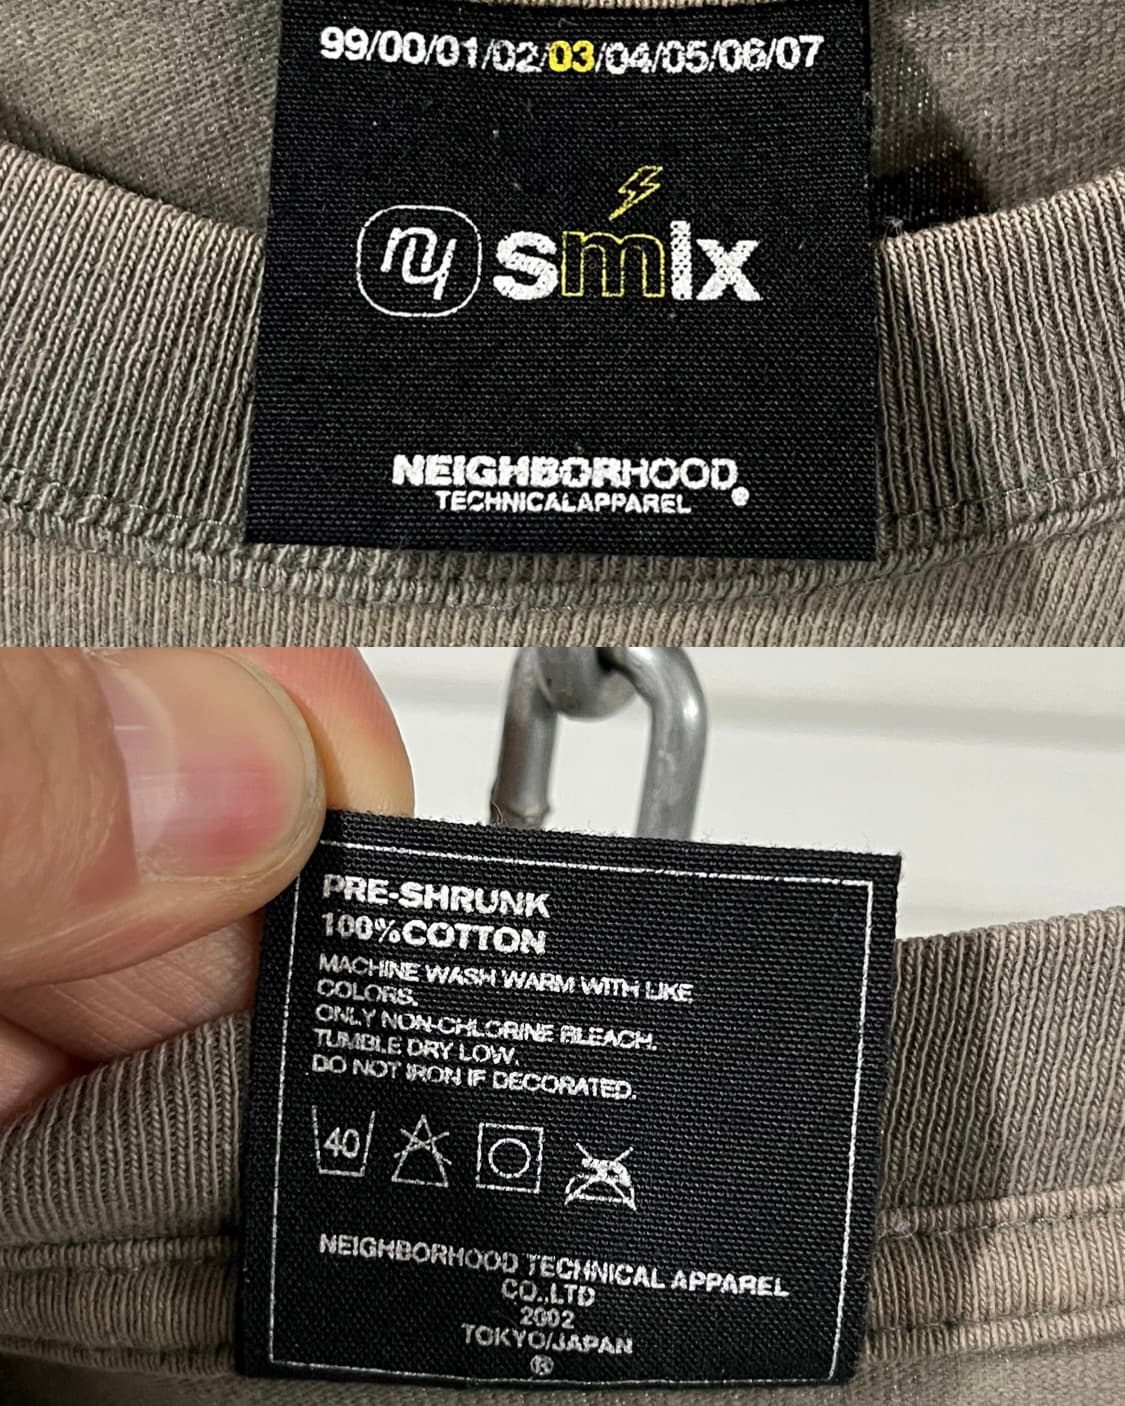 99/00/01/02/03/04/05/06/07
smix
NEIGHBORHOOD
TECHNICALAPPAREL
PRE-SHRUNK
100%COTTON
MACHINE WASH WARM WITH LIKE
COLORS.
ONLY NON-CHLORINE BLEACH.
TUMBLE DRY LOW.
DO NOT IRON IF DECORATED.
40
NEIGHBORHOOD TECHNICAL APPAREL
CO.,LTD
2002
TOKYO/JAPAN
®